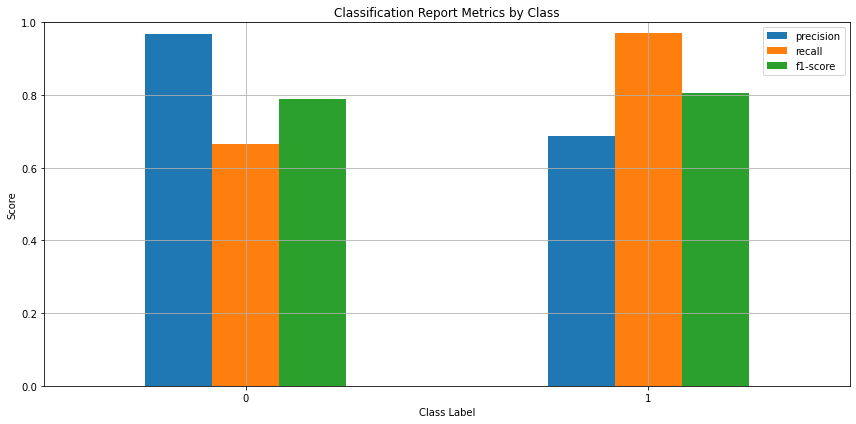 Classification Report Metrics by Class
1.0
0.8
0.6
0.4
0.2
0.0
Score
precision
recall
f1-score
0
1
Class Label